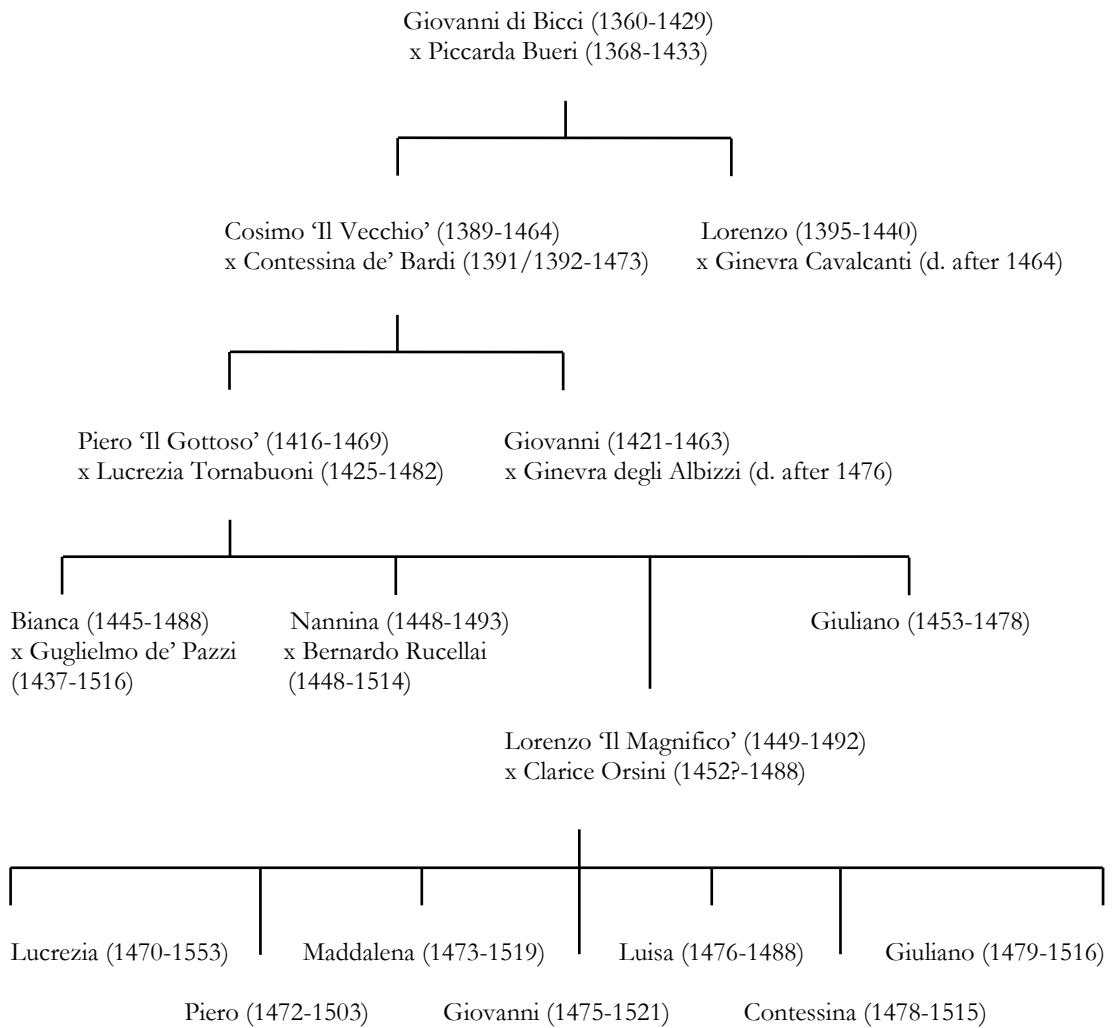 Giovanni di Bicci (1360-1429)
x Piccarda Bueri (1368-1433)
Cosimo ‘Il Vecchio’ (1389-1464)
x Contessina de’ Bardi (1391/1392-1473)
Lorenzo (1395-1440)
x Ginevra Cavalcanti (d. after 1464)
Piero ‘Il Gottoso’ (1416-1469)
x Lucrezia Tornabuoni (1425-1482)
Giovanni (1421-1463)
x Ginevra degli Albizzi (d. after 1476)
Bianca (1445-1488)
x Guglielmo de’ Pazzi
(1437-1516)
Nannina (1448-1493)
x Bernardo Rucellai
(1448-1514)
Giuliano (1453-1478)
Lorenzo ‘Il Magnifico’ (1449-1492)
x Clarice Orsini (1452?-1488)
Lucrezia (1470-1553)
Maddalena (1473-1519)
Luisa (1476-1488)
Giuliano (1479-1516)
Piero (1472-1503)
Giovanni (1475-1521)
Contessina (1478-1515)